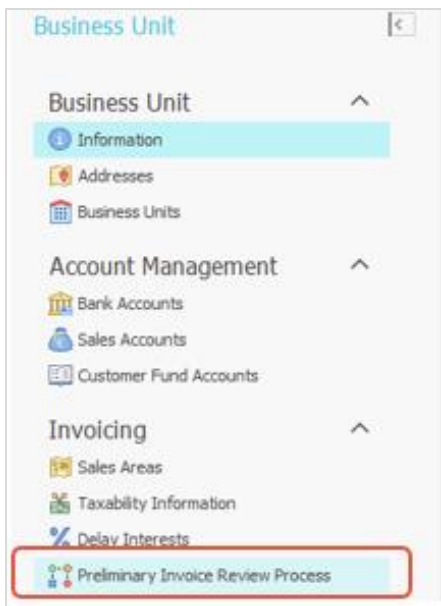 Business Unit
Business Unit
Information
Addresses
Business Units
Account Management
Bank Accounts
Sales Accounts
Customer Fund Accounts
Invoicing
Sales Areas
Taxability Information
Delay Interests
Preliminary Invoice Review Process